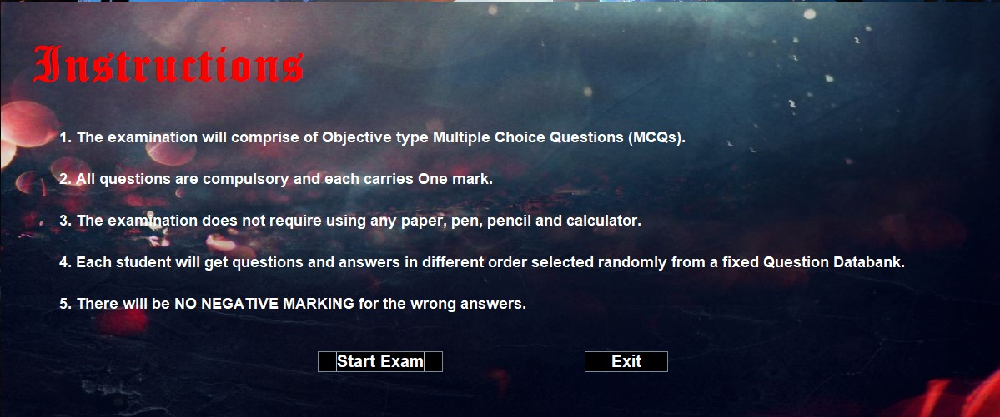 Instructions
1. The examination will comprise of Objective type Multiple Choice Questions (MCQs).
2. All questions are compulsory and each carries One mark.
3. The examination does not require using any paper, pen, pencil and calculator.
4. Each student will get questions and answers in different order selected randomly from a fixed Question Databank.
5. There will be NO NEGATIVE MARKING for the wrong answers.
Start Exam Exit